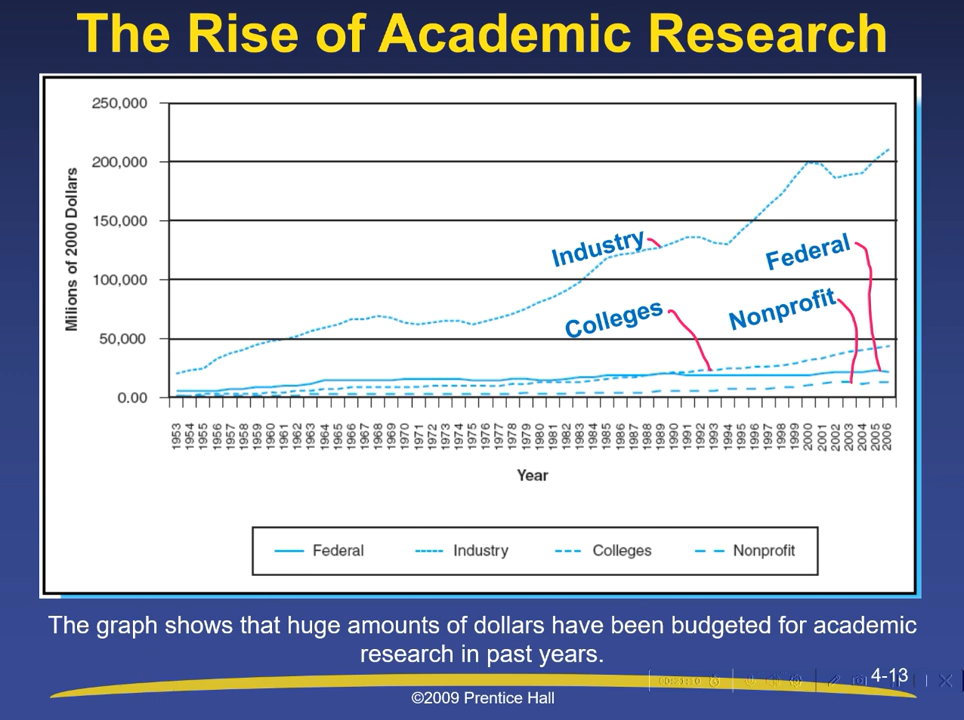 The Rise of Academic Research
250,000
200,000
150,000
100,000
50,000
0.00
Milions of 2000 Dollars
Industry
Federal
Colleges
Nonprofit
1953 1954 1955 1956 1957 1958 1959 1960 1961 1962 1963 1964 1965 1966 1967 1968 1969 1970 1971 1972 1973 1974 1975 1976 1977 1978 1979 1980 1981 1982 1983 1984 1985 1986 1987 1988 1989 1990 1991 1992 1993 1994 1995 1996 1997 1998 1999 2000 2001 2002 2003 2004 2005 2006
Year
Federal Industry Colleges Nonprofit
The graph shows that huge amounts of dollars have been budgeted for academic
research in past years.
4-13
©2009 Prentice Hall